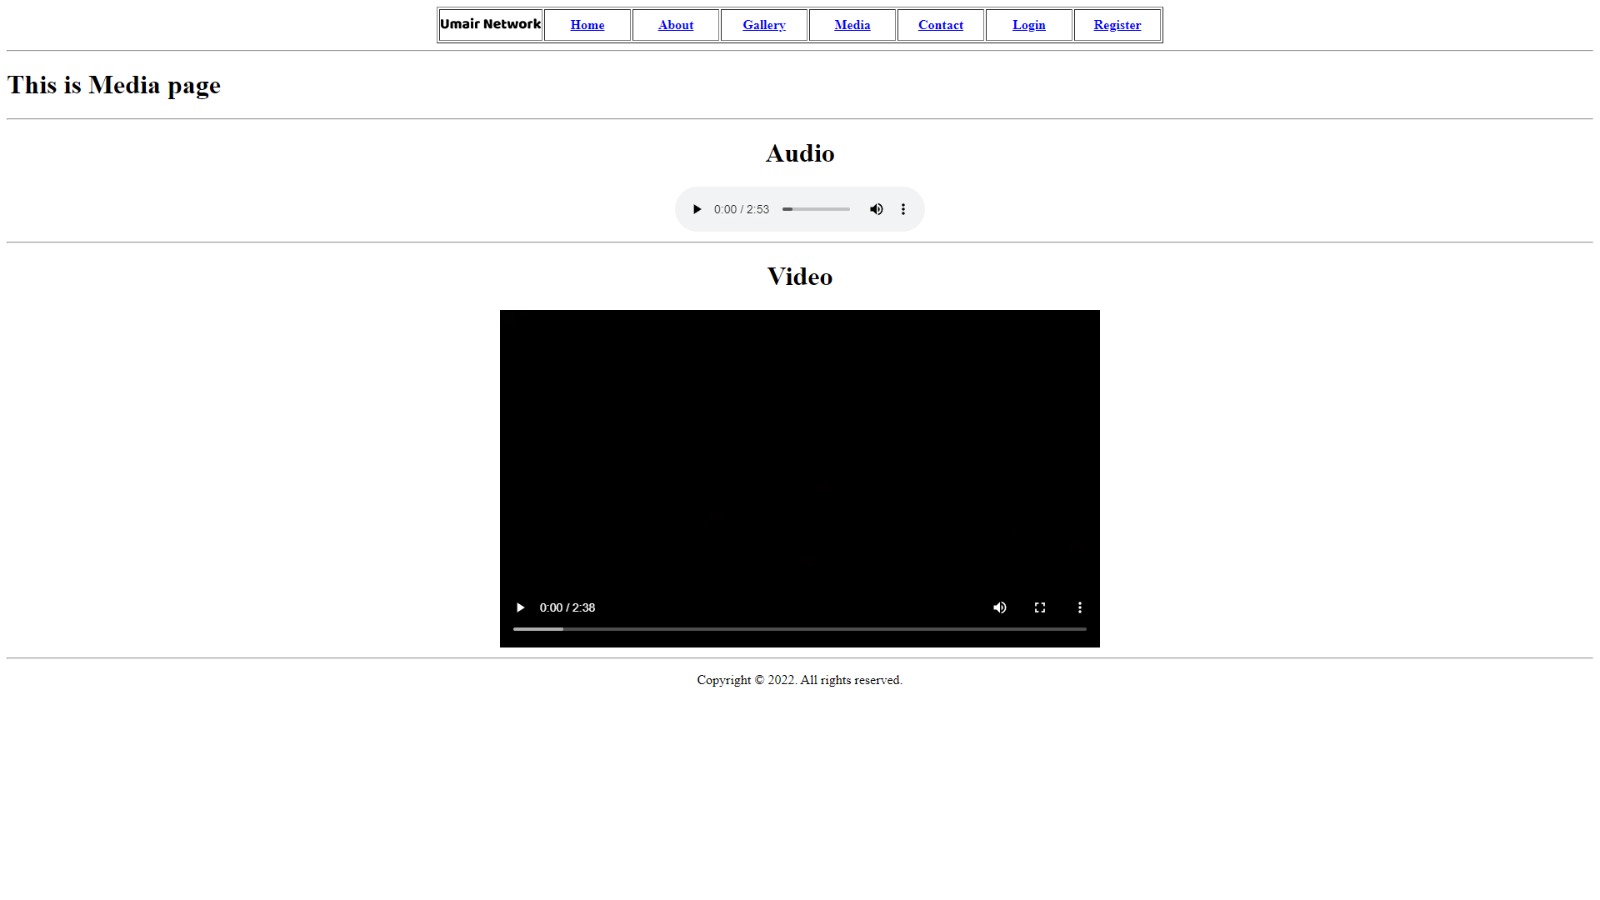 Umair Network Home About Gallery Media Contact Login Register
This is Media page
Audio
0:00 / 2:53
Video
0:00 / 2:38
Copyright © 2022. All rights reserved.